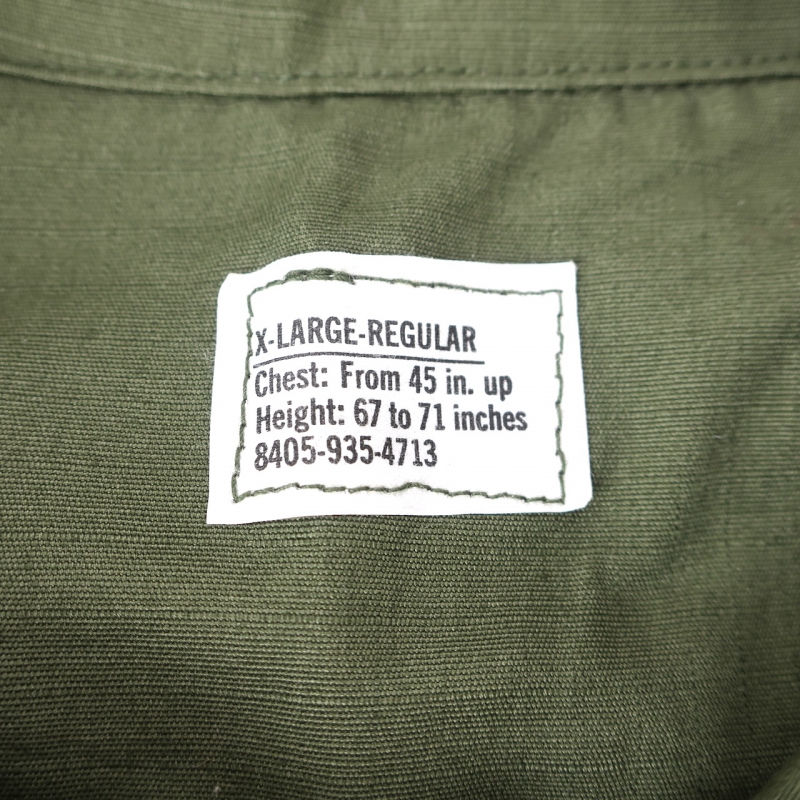 X-LARGE-REGULAR
Chest: From 45 in. up
Height: 67 to 71 inches
8405-935-4713